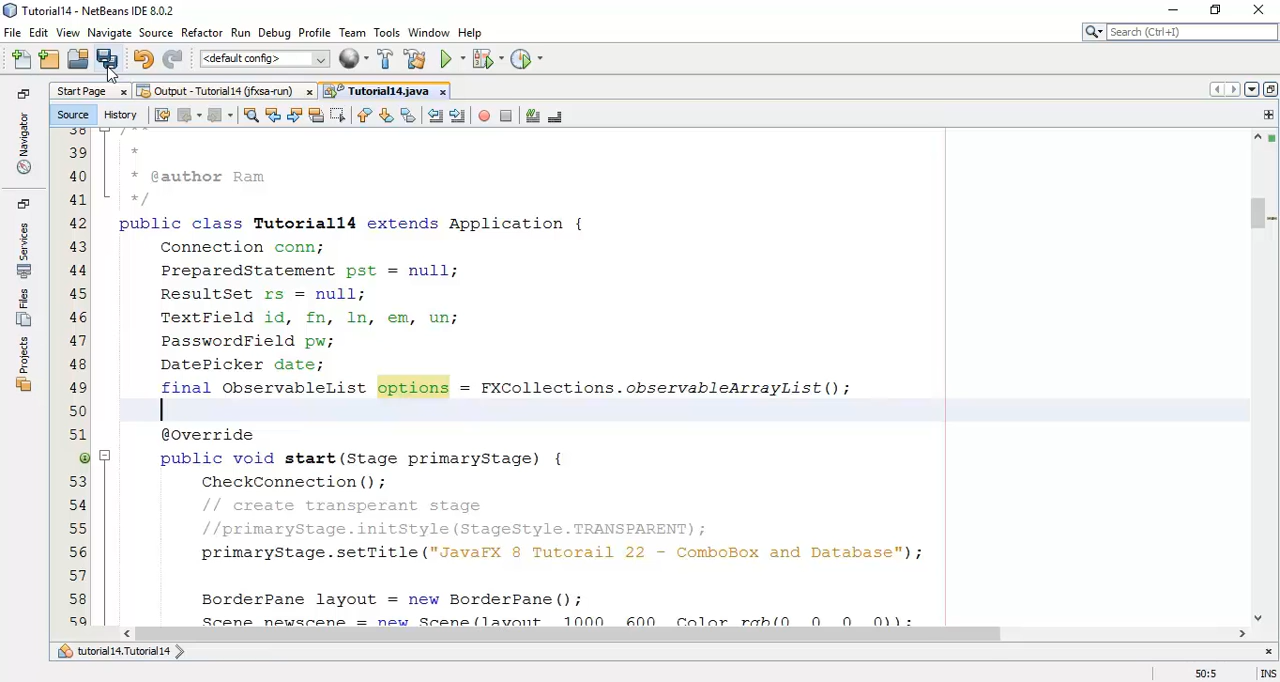 Tutorial14 - NetBeans IDE 8.0.2
File Edit View Navigate Source Refactor Run Debug Profile Team Tools Window Help
Search (Ctrl+I)
<default config>
Start Page Output - Tutorial14 (jfxsa-run) Tutorial14.java
Source History
Navigator
Services
Files
Projects
38 /**
39 *
40 * @author Ram
41 */
42 public class Tutorial14 extends Application {
43 Connection conn;
44 PreparedStatement pst = null;
45 ResultSet rs = null;
46 TextField id, fn, ln, em, un;
47 PasswordField pw;
48 DatePicker date;
49 final ObservableList options = FXCollections.observableArrayList();
50
51 @Override
public void start(Stage primaryStage) {
53 CheckConnection();
54 // create transperant stage
55 //primaryStage.initStyle(StageStyle.TRANSPARENT);
56 primaryStage.setTitle("JavaFX 8 Tutorail 22 - ComboBox and Database");
57
58 BorderPane layout = new BorderPane();
59 Scene newscene = new Scene(layout, 1000, 600, Color.rgb(0, 0, 0, 0));
tutorial14.Tutorial14
50:5 INS